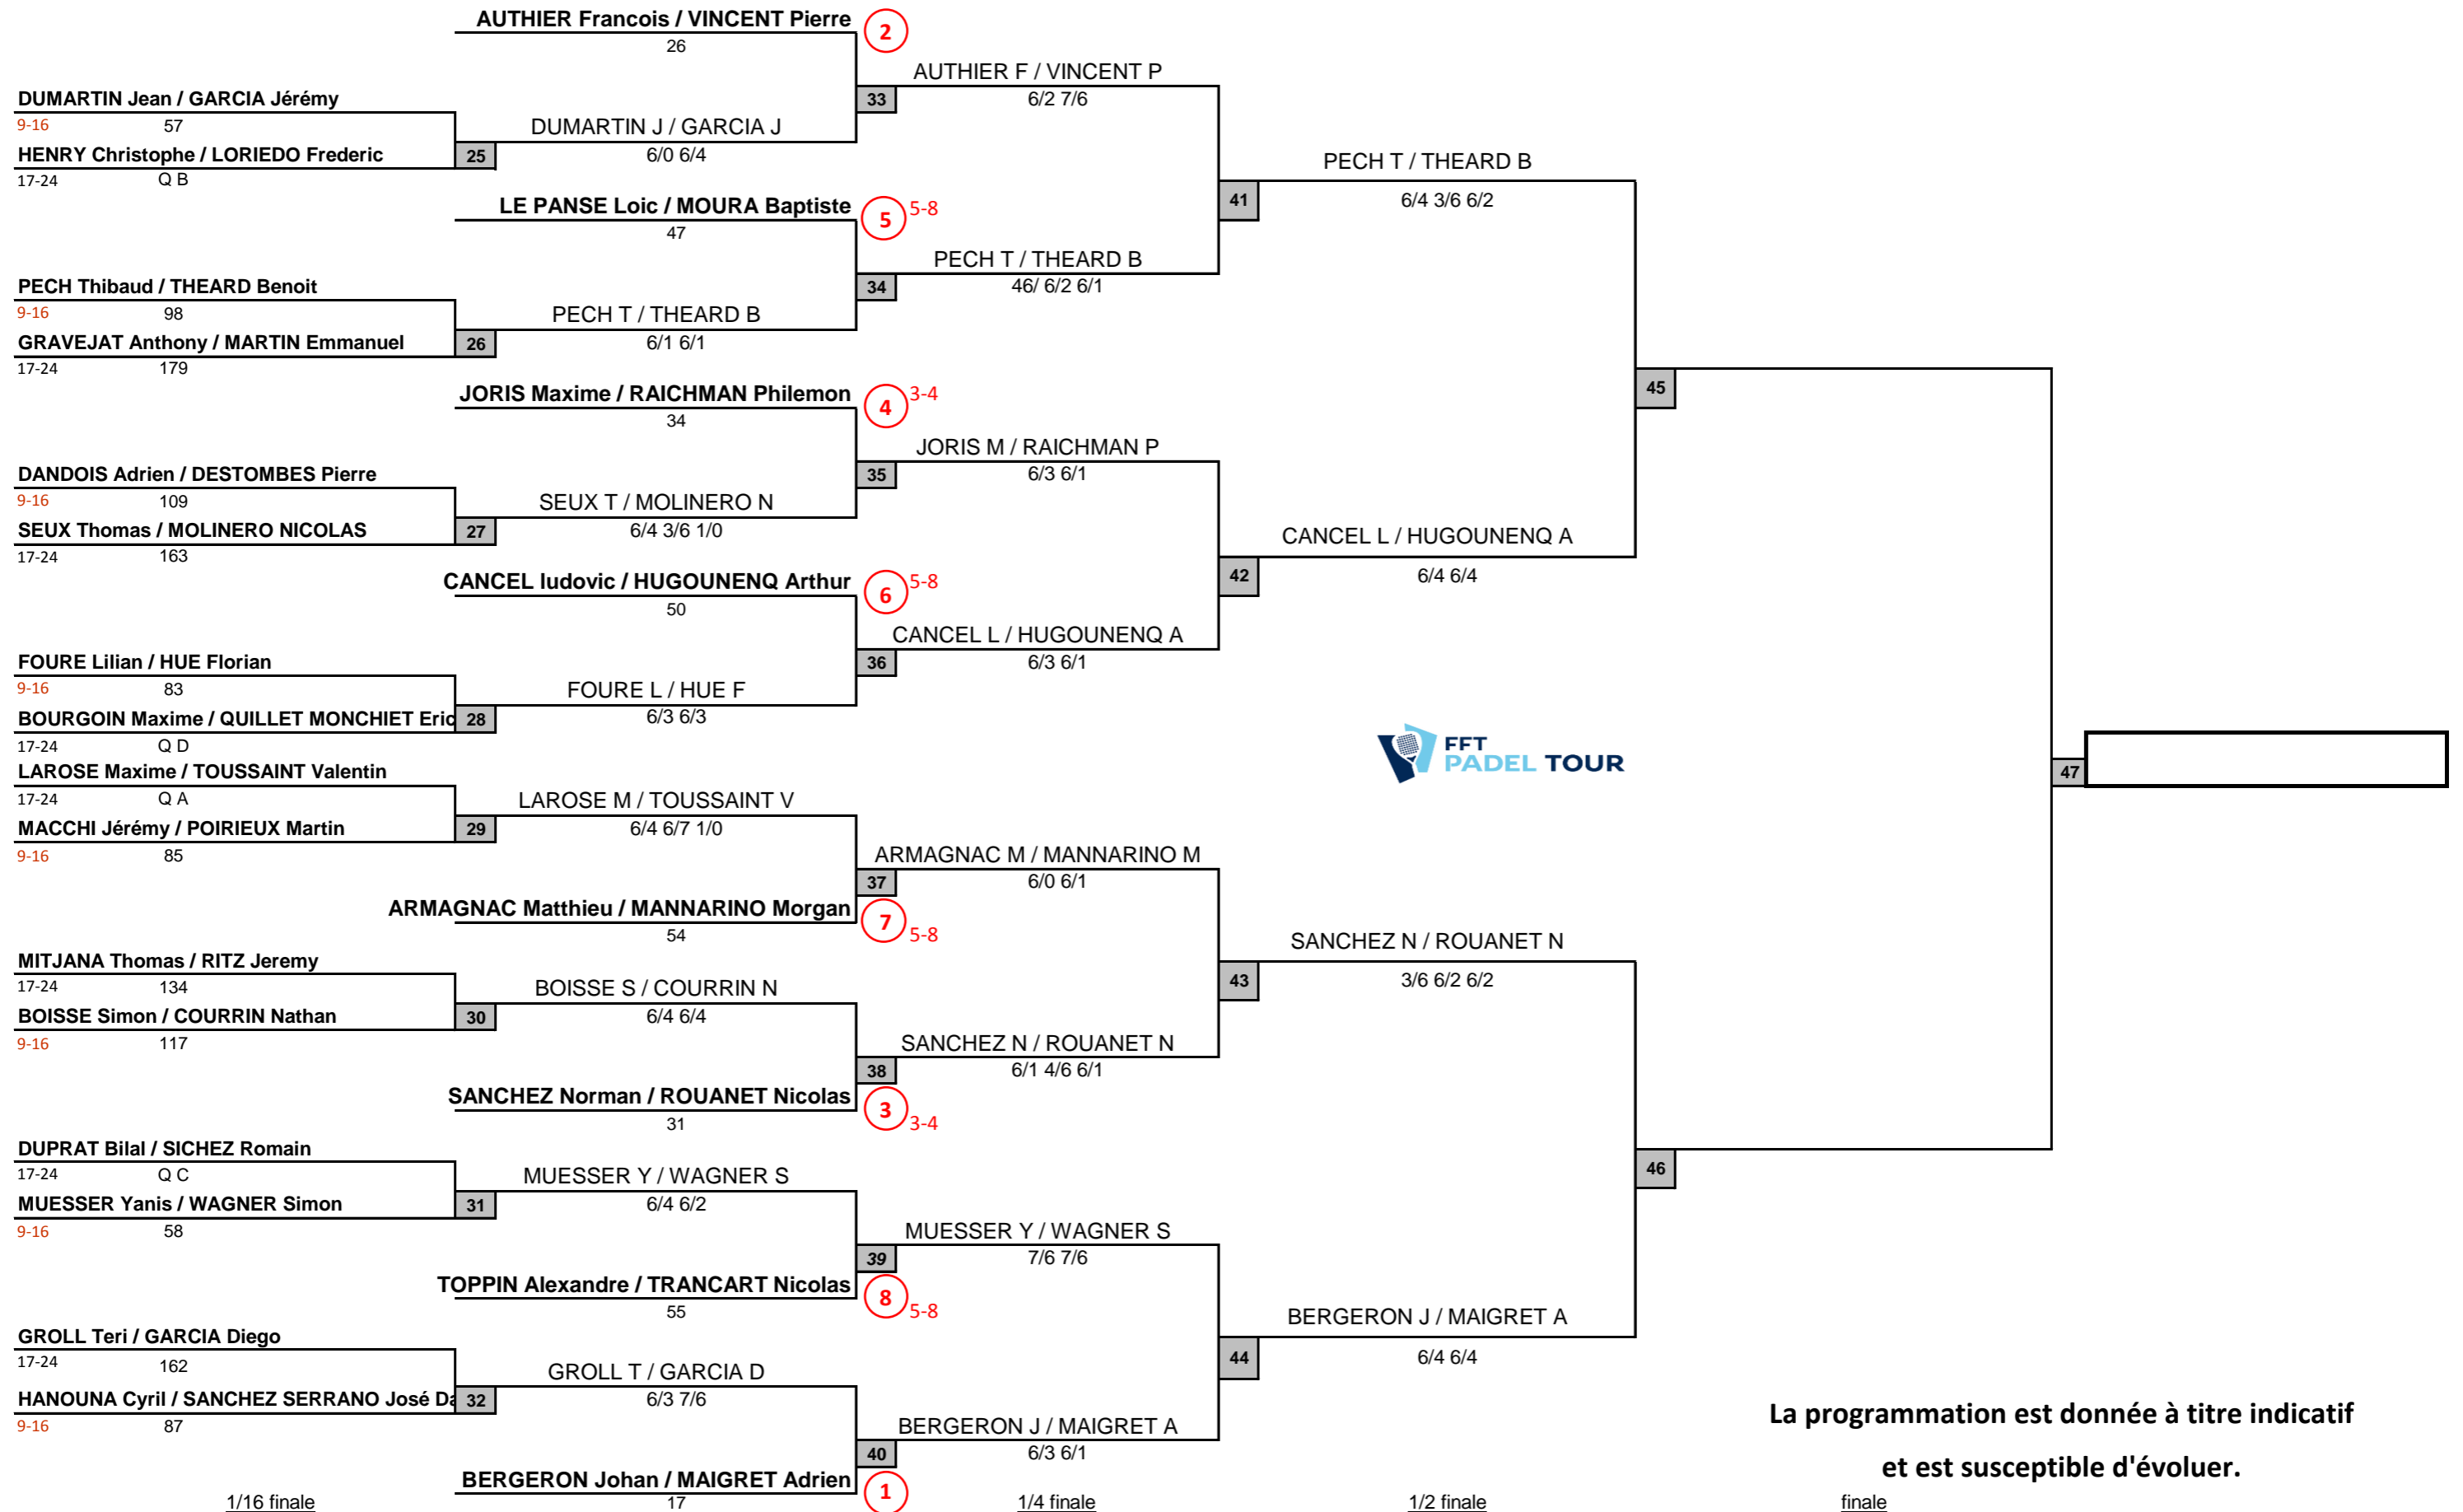 AUTHIER Francois / VINCENT Pierre
2
26
AUTHIER F / VINCENT P
DUMARTIN Jean / GARCIA Jérémy
33
6/2 7/6
9-16
57
DUMARTIN J / GARCIA J
HENRY Christophe / LORIEDO Frederic
25
6/0 6/4
17-24
Q B
PECH T / THEARD B
LE PANSE Loic / MOURA Baptiste
5
5-8
41
6/4 3/6 6/2
47
PECH T / THEARD B
PECH Thibaud / THEARD Benoit
34
46/ 6/2 6/1
9-16
98
PECH T / THEARD B
GRAVEJAT Anthony / MARTIN Emmanuel
26
6/1 6/1
17-24
179
JORIS Maxime / RAICHMAN Philemon
4
3-4
45
34
JORIS M / RAICHMAN P
DANDOIS Adrien / DESTOMBES Pierre
35
6/3 6/1
9-16
109
SEUX T / MOLINERO N
SEUX Thomas / MOLINERO NICOLAS
27
6/4 3/6 1/0
CANCEL L / HUGOUNENQ A
17-24
163
CANCEL ludovic / HUGOUNENQ Arthur
6
5-8
42
6/4 6/4
50
CANCEL L / HUGOUNENQ A
FOURE Lilian / HUE Florian
36
6/3 6/1
9-16
83
FOURE L / HUE F
BOURGOIN Maxime / QUILLET MONCHIET Eric
28
6/3 6/3
17-24
Q D
FFT
PADEL TOUR
LAROSE Maxime / TOUSSAINT Valentin
47
17-24
Q A
LAROSE M / TOUSSAINT V
MACCHI Jérémy / POIRIEUX Martin
29
6/4 6/7 1/0
9-16
85
ARMAGNAC M / MANNARINO M
37
6/0 6/1
ARMAGNAC Matthieu / MANNARINO Morgan
7
5-8
54
SANCHEZ N / ROUANET N
MITJANA Thomas / RITZ Jeremy
43
3/6 6/2 6/2
17-24
134
BOISSE S / COURRIN N
BOISSE Simon / COURRIN Nathan
30
6/4 6/4
9-16
117
SANCHEZ N / ROUANET N
38
6/1 4/6 6/1
SANCHEZ Norman / ROUANET Nicolas
3
3-4
31
DUPRAT Bilal / SICHEZ Romain
46
17-24
Q C
MUESSER Y / WAGNER S
MUESSER Yanis / WAGNER Simon
31
6/4 6/2
9-16
58
MUESSER Y / WAGNER S
39
7/6 7/6
TOPPIN Alexandre / TRANCART Nicolas
8
5-8
55
BERGERON J / MAIGRET A
GROLL Teri / GARCIA Diego
44
6/4 6/4
17-24
162
GROLL T / GARCIA D
HANOUNA Cyril / SANCHEZ SERRANO José Da
32
6/3 7/6
9-16
87
BERGERON J / MAIGRET A
40
6/3 6/1
BERGERON Johan / MAIGRET Adrien
1
17
La programmation est donnée à titre indicatif
et est susceptible d'évoluer.
1/16 finale
1/4 finale
1/2 finale
finale